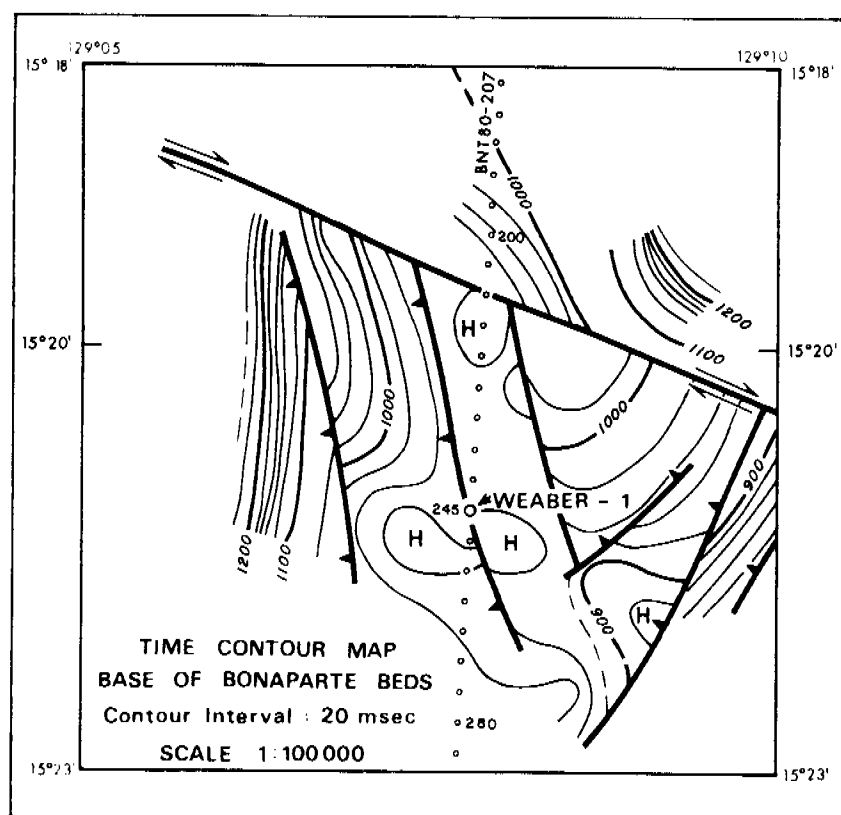 129°05
129°10
15° 18'
15°18'
BNT80-207
1000
200
1200
15°20'
1100
15°20'
H
1000
1000
900
245
WEABER - 1
H
H
1200
1100
900
H
TIME CONTOUR MAP
BASE OF BONAPARTE BEDS
Contour Interval : 20 msec
280
SCALE 1:100 000
15°23'
15°23'